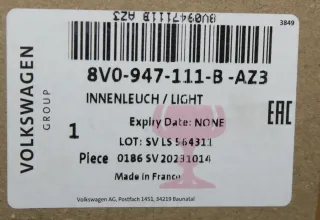 8V0947111B AZ3
3849
VOLKSWAGEN
GROUP
8V0-947-111-B -AZ3
INNENLEUCH / LIGHT
Expiry Date: NONE
EAC
1
LOT: SV LS 564311
Piece 0186 SV 20231014
Made in France
Volkswagen AG, Postfach 1451, 34219 Baunatal